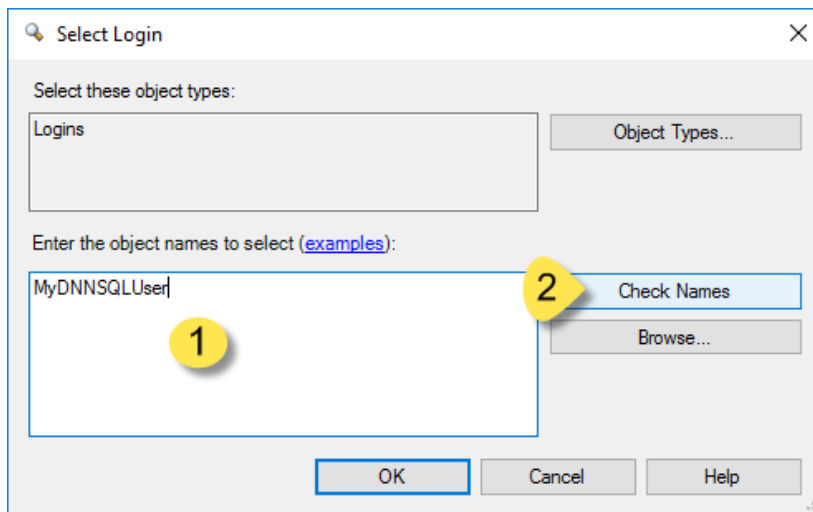 Select Login
Select these object types:
Logins
Object Types...
Enter the object names to select (examples):
MyDNNSQLUser
1
2
Check Names
Browse...
OK
Cancel
Help